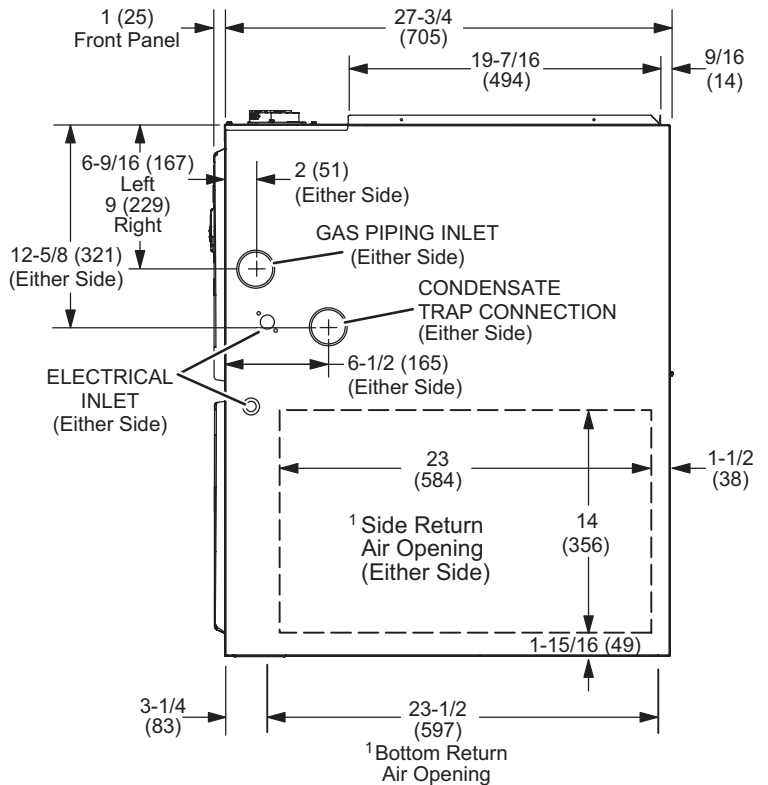 1 (25)
Front Panel
27-3/4
(705)
19-7/16
(494)
9/16
(14)
6-9/16 (167)
Left
9 (229)
Right
2 (51)
(Either Side)
12-5/8 (321)
(Either Side)
GAS PIPING INLET
(Either Side)
CONDENSATE
TRAP CONNECTION
(Either Side)
6-1/2 (165)
(Either Side)
ELECTRICAL
INLET
(Either Side)
23
(584)
1-1/2
(38)
1 Side Return
Air Opening
(Either Side)
14
(356)
1-15/16 (49)
3-1/4
(83)
23-1/2
(597)
1 Bottom Return
Air Opening